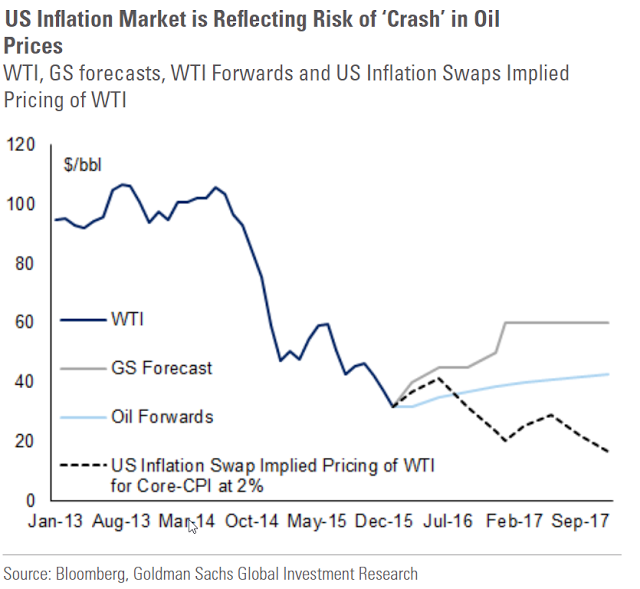 US Inflation Market is Reflecting Risk of ‘Crash’ in Oil
Prices
WTI, GS forecasts, WTI Forwards and US Inflation Swaps Implied
Pricing of WTI
120
$/bbl
100
80
60
40
20
0
WTI
GS Forecast
Oil Forwards
US Inflation Swap Implied Pricing of WTI
for Core-CPI at 2%
Jan-13 Aug-13 Mar-14 Oct-14 May-15 Dec-15 Jul-16 Feb-17 Sep-17
Source: Bloomberg, Goldman Sachs Global Investment Research